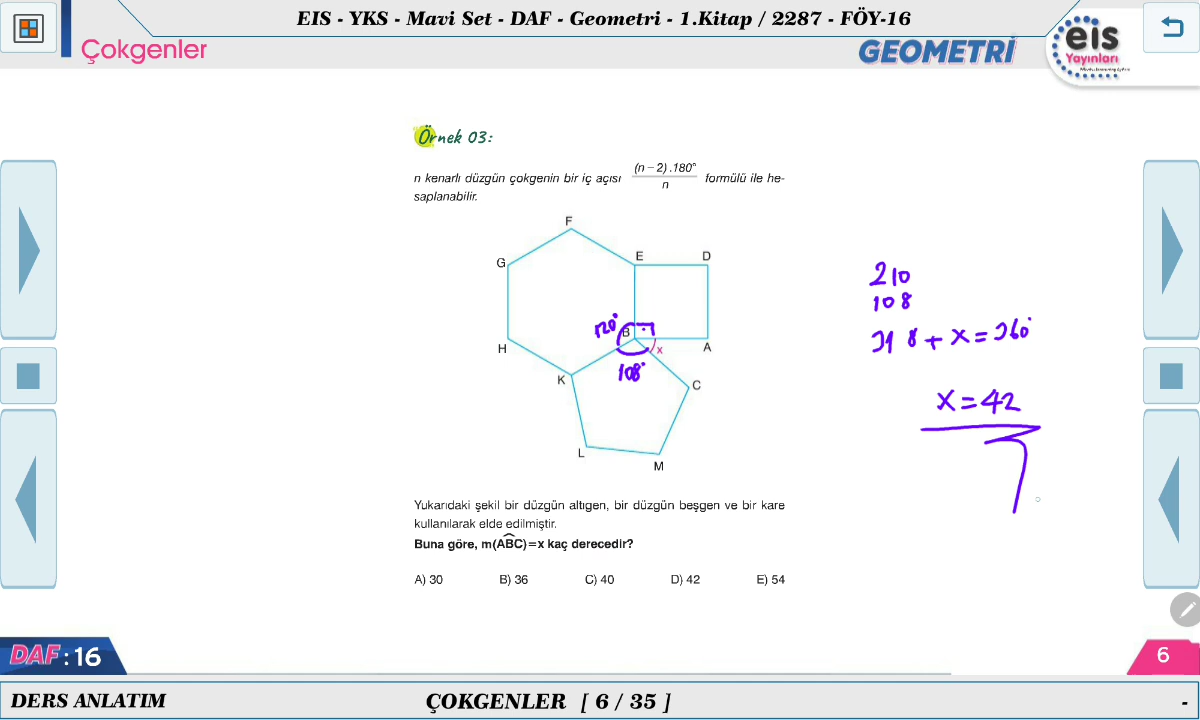 EIS - YKS - Mavi Set - DAF - Geometri - 1.Kitap / 2287 - FÖY-16
Çokgenler
GEOMETRİ
eis
Yayınları
Örnek 03:
n kenarlı düzgün çokgenin bir iç açısı (n – 2) .180° / n formülü ile he-
saplanabilir.
F
G
E
D
B
120°
x
H
A
K
108°
C
L
M
210
108
318 + x = 360°
x = 42
Yukarıdaki şekil bir düzgün altıgen, bir düzgün beşgen ve bir kare
kullanılarak elde edilmiştir.
Buna göre, m(ABC)=x kaç derecedir?
A) 30 B) 36 C) 40 D) 42 E) 54
DAF : 16
6
DERS ANLATIM
ÇOKGENLER [ 6 / 35 ]
-